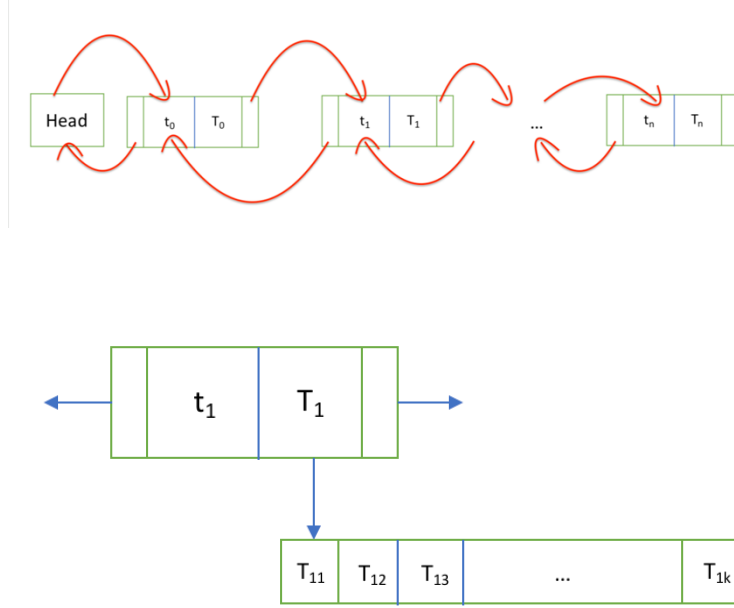 Head t₀ T₀ t₁ T₁ ... tₙ Tₙ
t₁ T₁
T₁₁ T₁₂ T₁₃ ... T₁ₖ